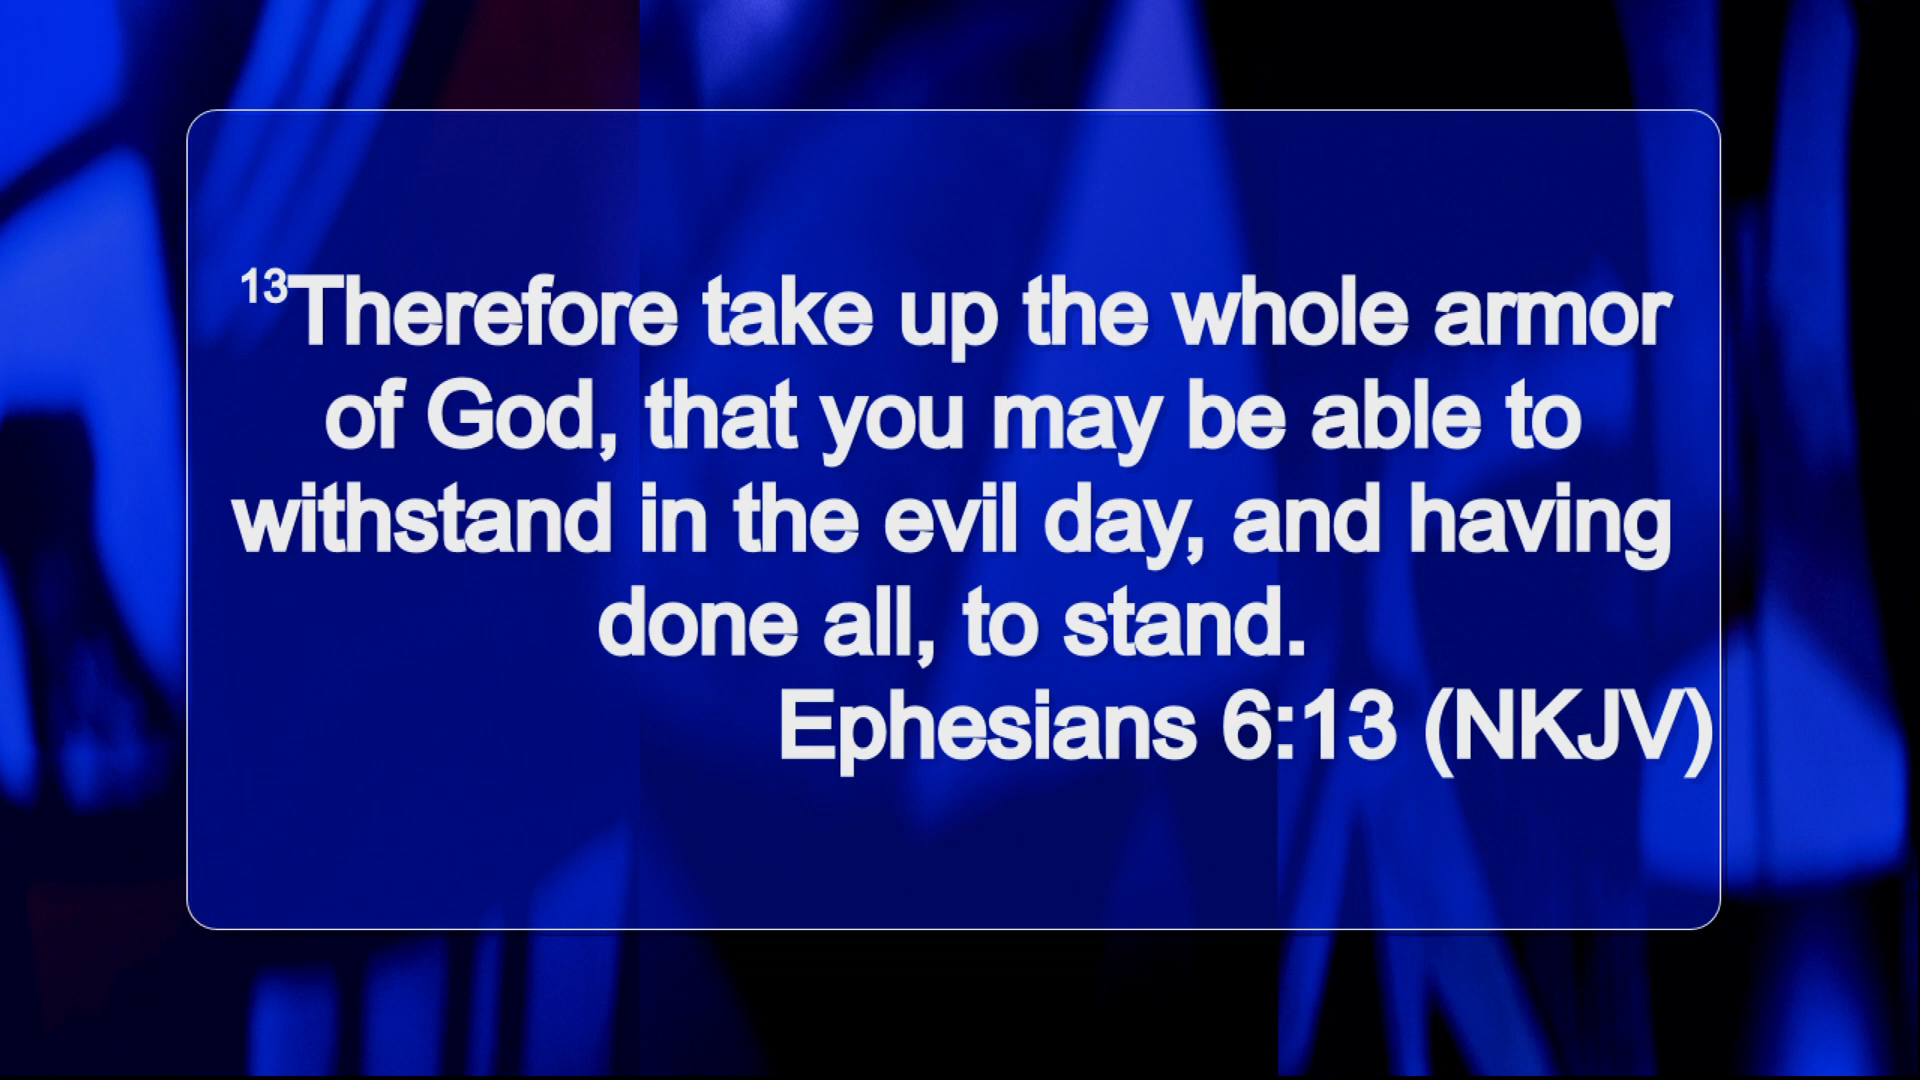 13Therefore take up the whole armor
of God, that you may be able to
withstand in the evil day, and having
done all, to stand.
Ephesians 6:13 (NKJV)